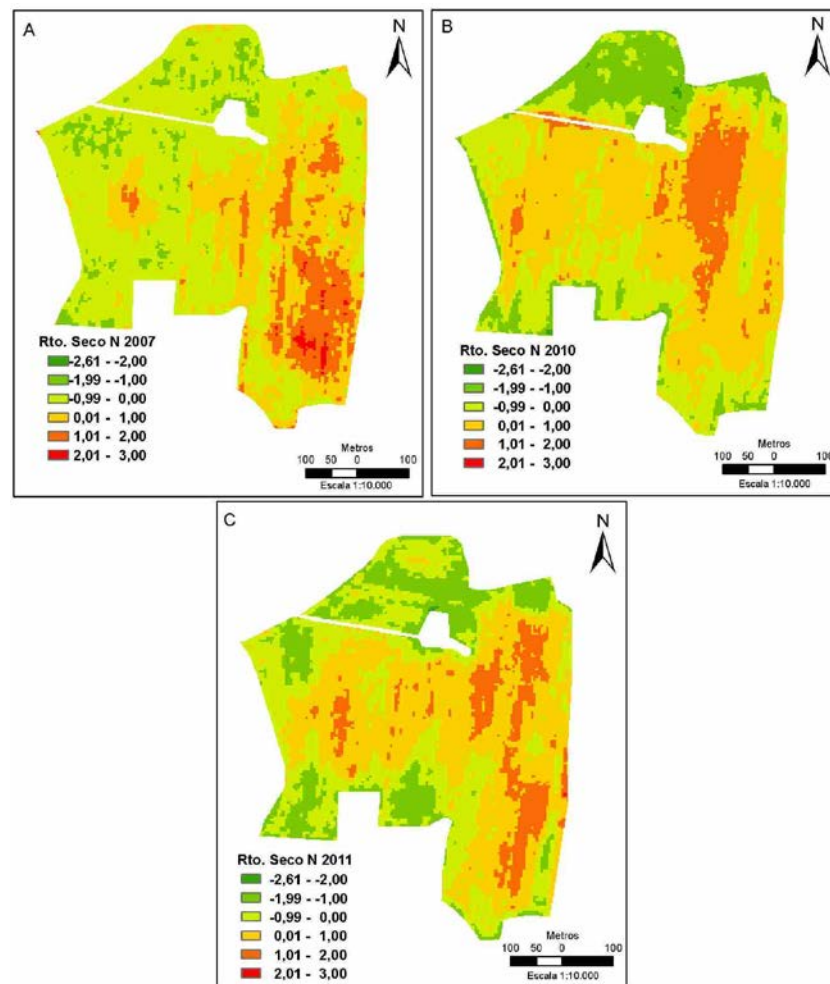 A
N
Rto. Seco N 2007
-2,61 - -2,00
-1,99 - -1,00
-0,99 - 0,00
0,01 - 1,00
1,01 - 2,00
2,01 - 3,00
Metros
100 50 0 100
Escala 1:10.000
B
N
Rto. Seco N 2010
-2,61 - -2,00
-1,99 - -1,00
-0,99 - 0,00
0,01 - 1,00
1,01 - 2,00
2,01 - 3,00
Metros
100 50 0 100
Escala 1:10.000
C
N
Rto. Seco N 2011
-2,61 - -2,00
-1,99 - -1,00
-0,99 - 0,00
0,01 - 1,00
1,01 - 2,00
2,01 - 3,00
Metros
100 50 0 100
Escala 1:10.000